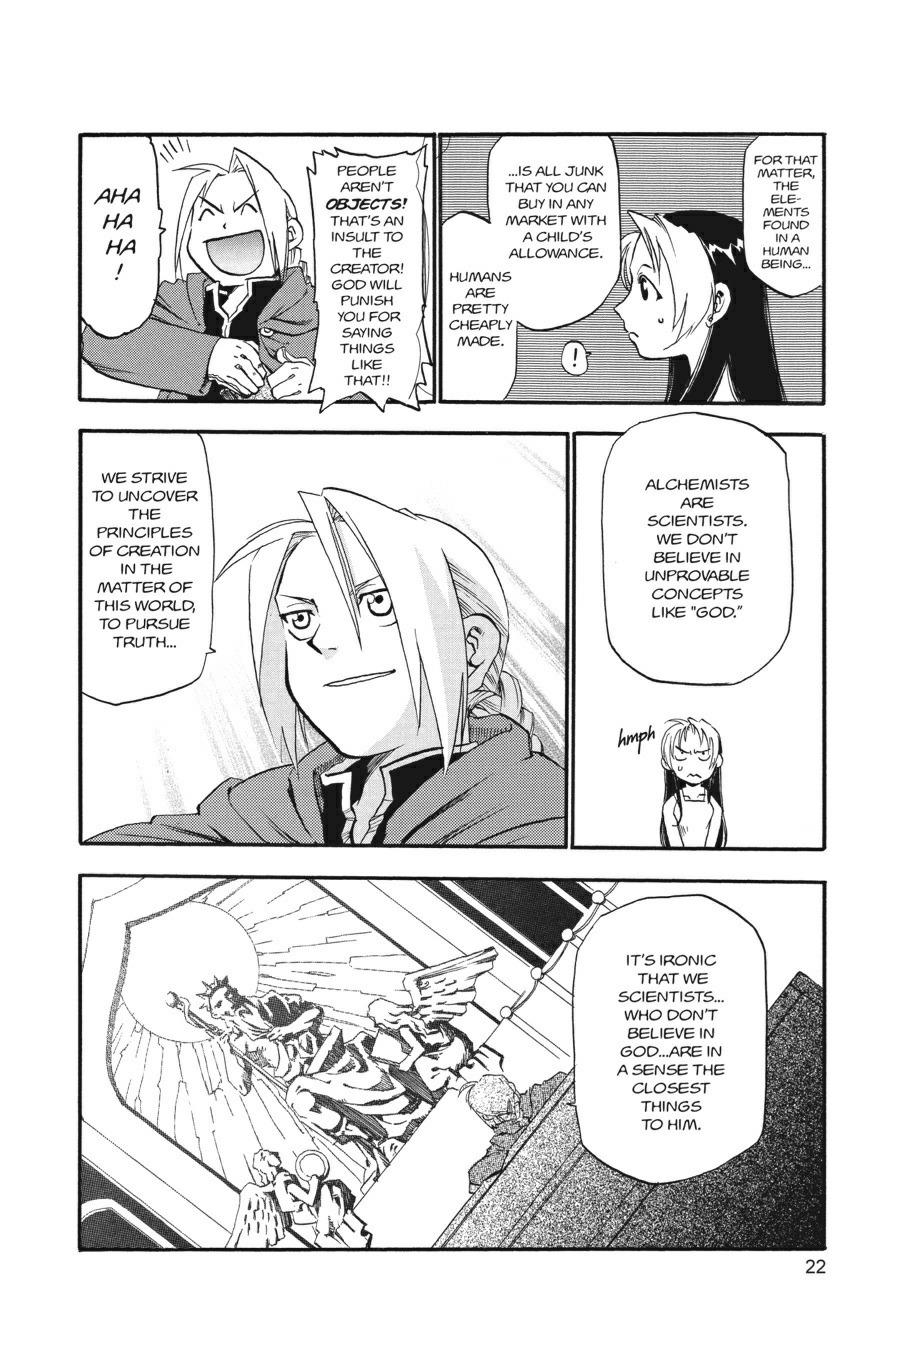 FOR THAT
MATTER,
THE
ELE-
MENTS
FOUND
IN A
HUMAN
BEING...
...IS ALL JUNK
THAT YOU CAN
BUY IN ANY
MARKET WITH
A CHILD'S
ALLOWANCE.
HUMANS
ARE
PRETTY
CHEAPLY
MADE.
!
PEOPLE
AREN'T
OBJECTS!
THAT'S AN
INSULT TO
THE
CREATOR!
GOD WILL
PUNISH
YOU FOR
SAYING
THINGS
LIKE
THAT!!
AHA
HA
HA
!
ALCHEMISTS
ARE
SCIENTISTS.
WE DON'T
BELIEVE IN
UNPROVABLE
CONCEPTS
LIKE "GOD."
hmph
WE STRIVE
TO UNCOVER
THE
PRINCIPLES
OF CREATION
IN THE
MATTER OF
THIS WORLD,
TO PURSUE
TRUTH...
IT'S IRONIC
THAT WE
SCIENTISTS...
WHO DON'T
BELIEVE IN
GOD...ARE IN
A SENSE THE
CLOSEST
THINGS
TO HIM.
22